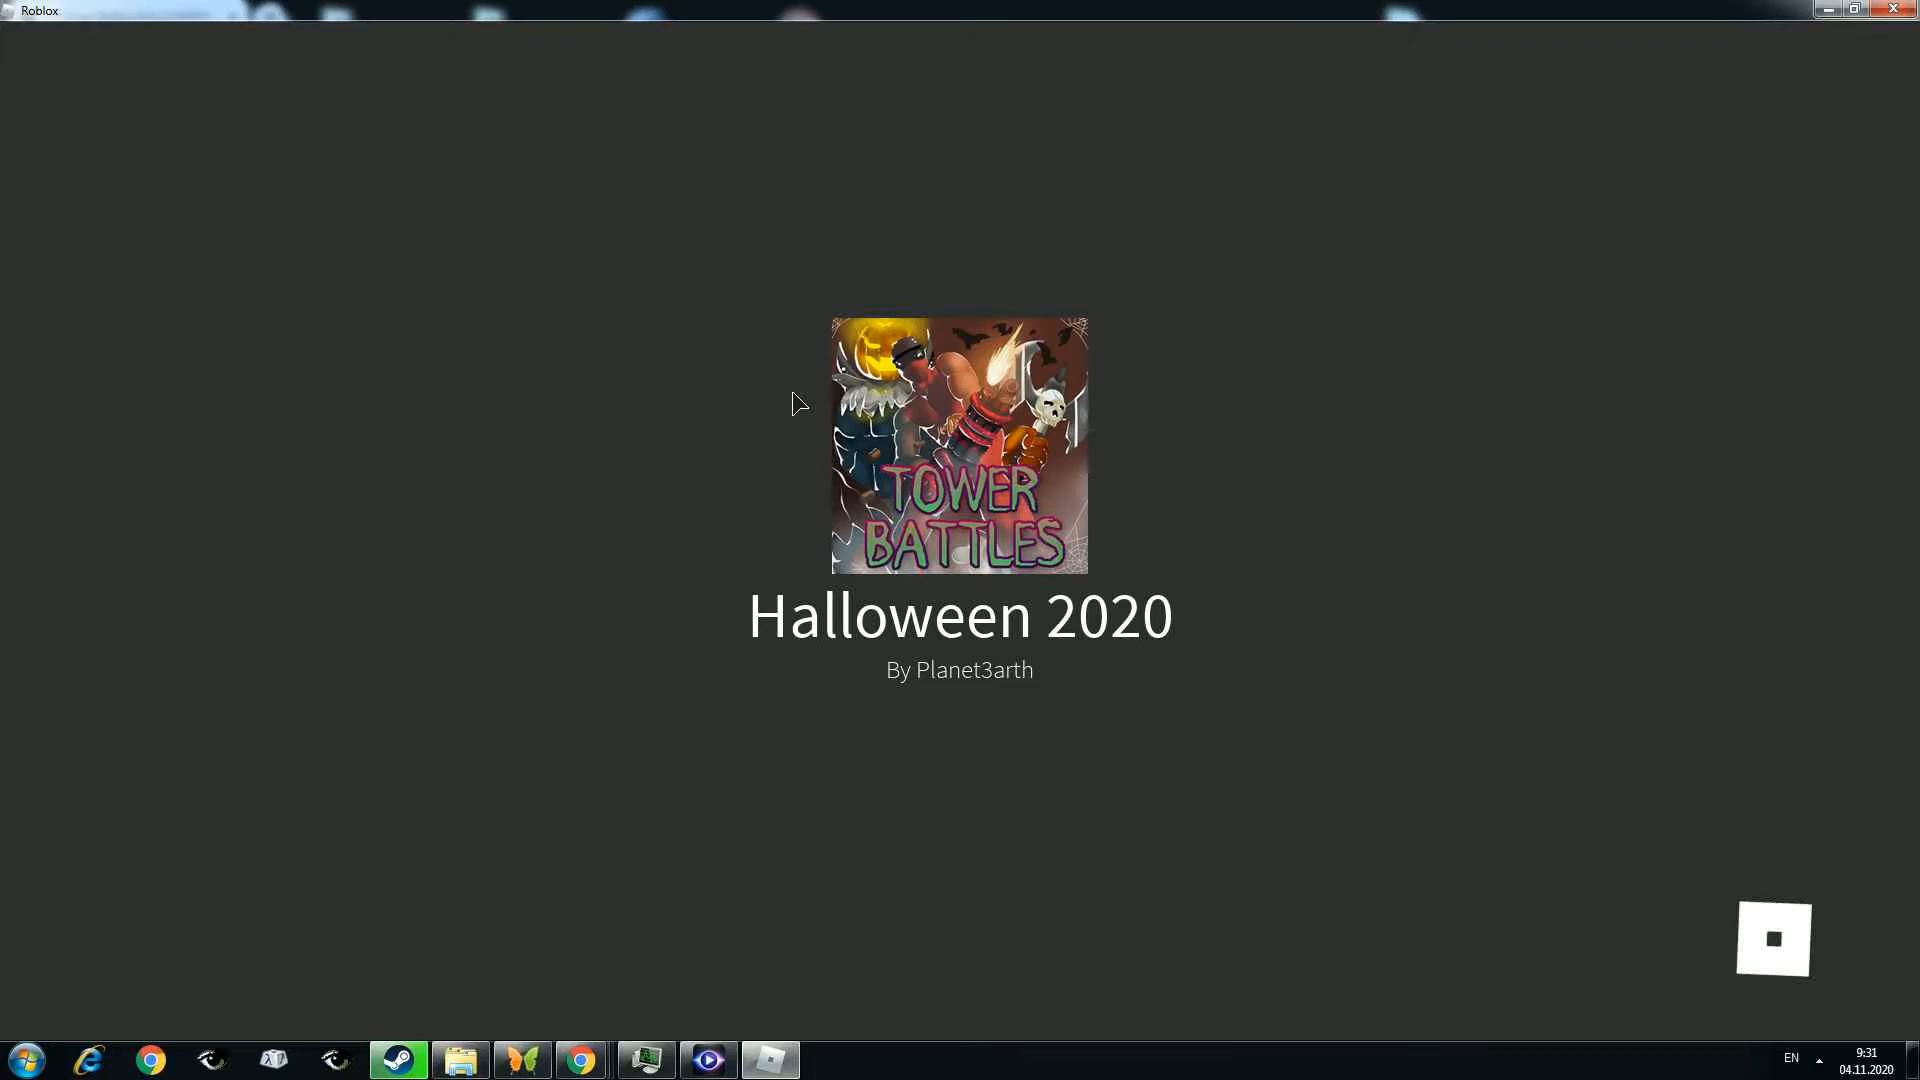 Roblox
TOWER
BATTLES
Halloween 2020
By Planet3arth
EN
9:31
04.11.2020